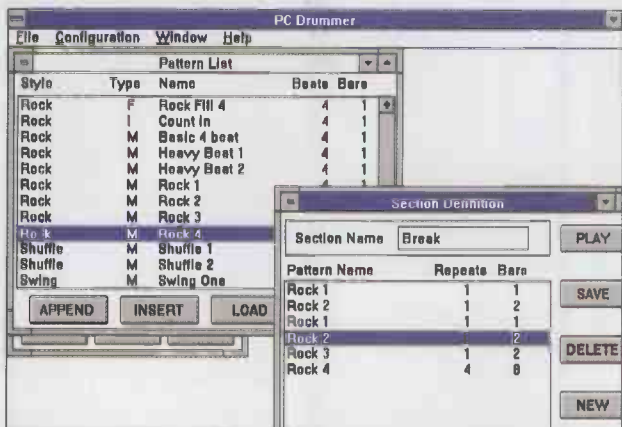 PC Drummer
File Configuration Window Help
Pattern List
Style Type Name Beats Bars
Rock F Rock Fill 4 4 1
Rock I Count In 4 1
Rock M Basic 4 beat 4 1
Rock M Heavy Beat 1 4 1
Rock M Heavy Beat 2 4 1
Rock M Rock 1 4 1
Rock M Rock 2
Rock M Rock 3
Rock M Rock 4
Shuffle M Shuffle 1
Shuffle M Shuffle 2
Swing M Swing One
APPEND INSERT LOAD
Section Definition
Section Name Break PLAY
Pattern Name Repeats Bars
Rock 1 1 1
Rock 2 1 2
Rock 1 1 1
Rock 2 1 2
Rock 3 1 2
Rock 4 4 8
SAVE
DELETE
NEW